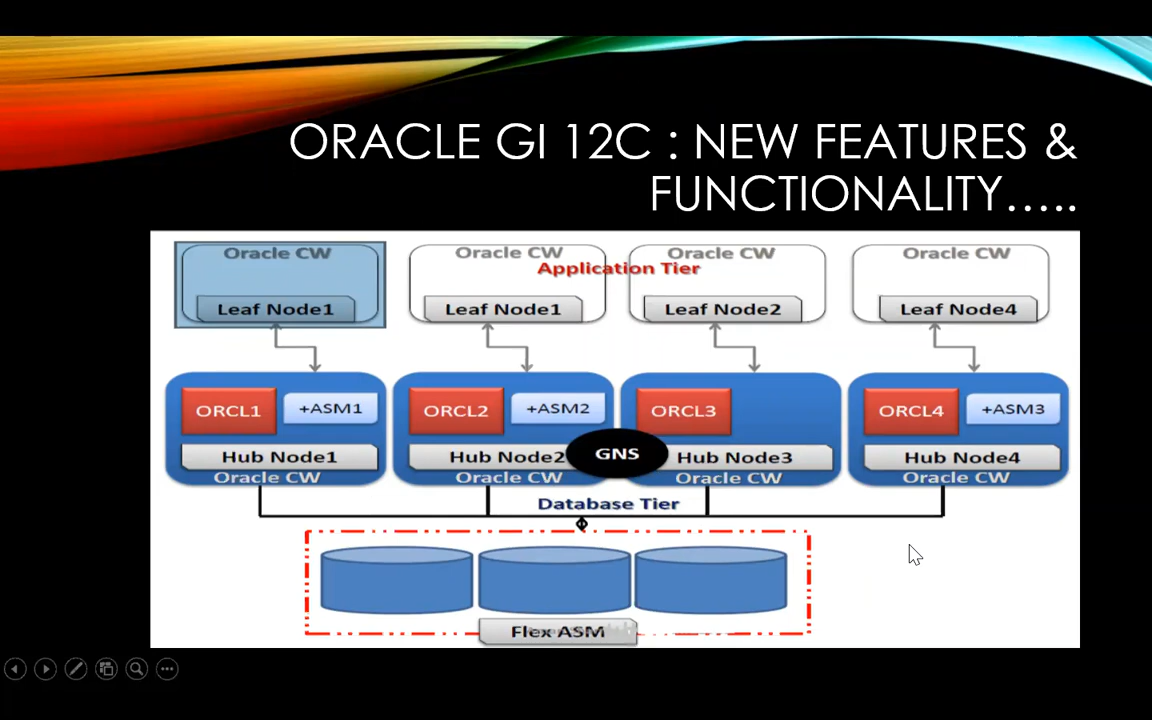 ORACLE GI 12C : NEW FEATURES &
FUNCTIONALITY.....
Oracle CW
Oracle CW
Oracle CW
Oracle CW
Application Tier
Leaf Node1
Leaf Node1
Leaf Node2
Leaf Node4
ORCL1
+ASM1
ORCL2
+ASM2
ORCL3
ORCL4
+ASM3
Hub Node1
Hub Node2
GNS
Hub Node3
Hub Node4
Oracle CW
Oracle CW
Oracle CW
Oracle CW
Database Tier
Flex ASM